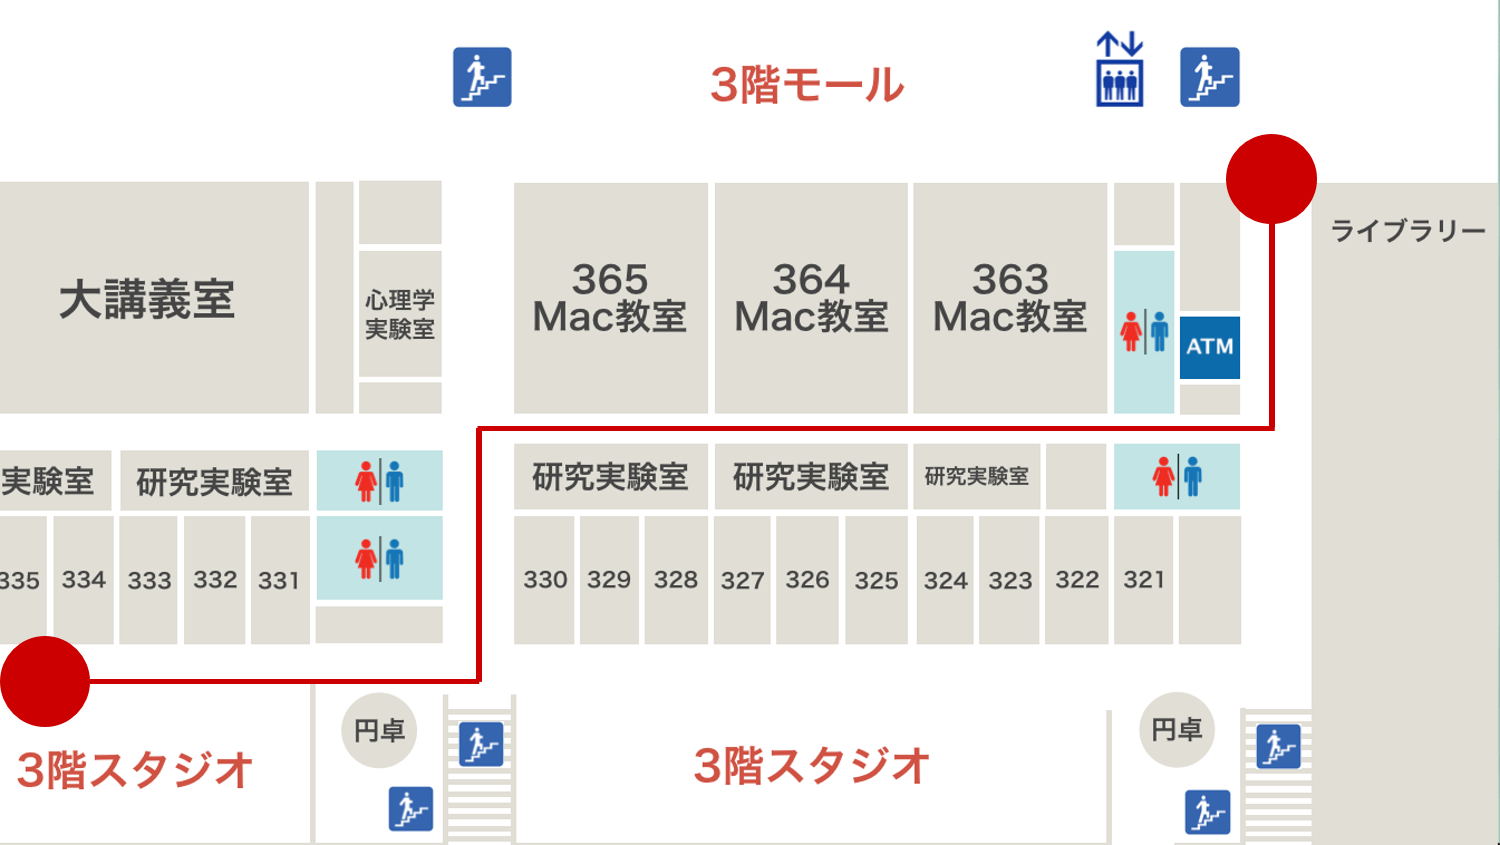 3階モール
ライブラリー
大講義室
心理学
実験室
365
Mac教室
364
Mac教室
363
Mac教室
ATM
実験室
研究実験室
研究実験室
研究実験室
研究実験室
335
334
333
332
331
330
329
328
327
326
325
324
323
322
321
円卓
円卓
3階スタジオ
3階スタジオ